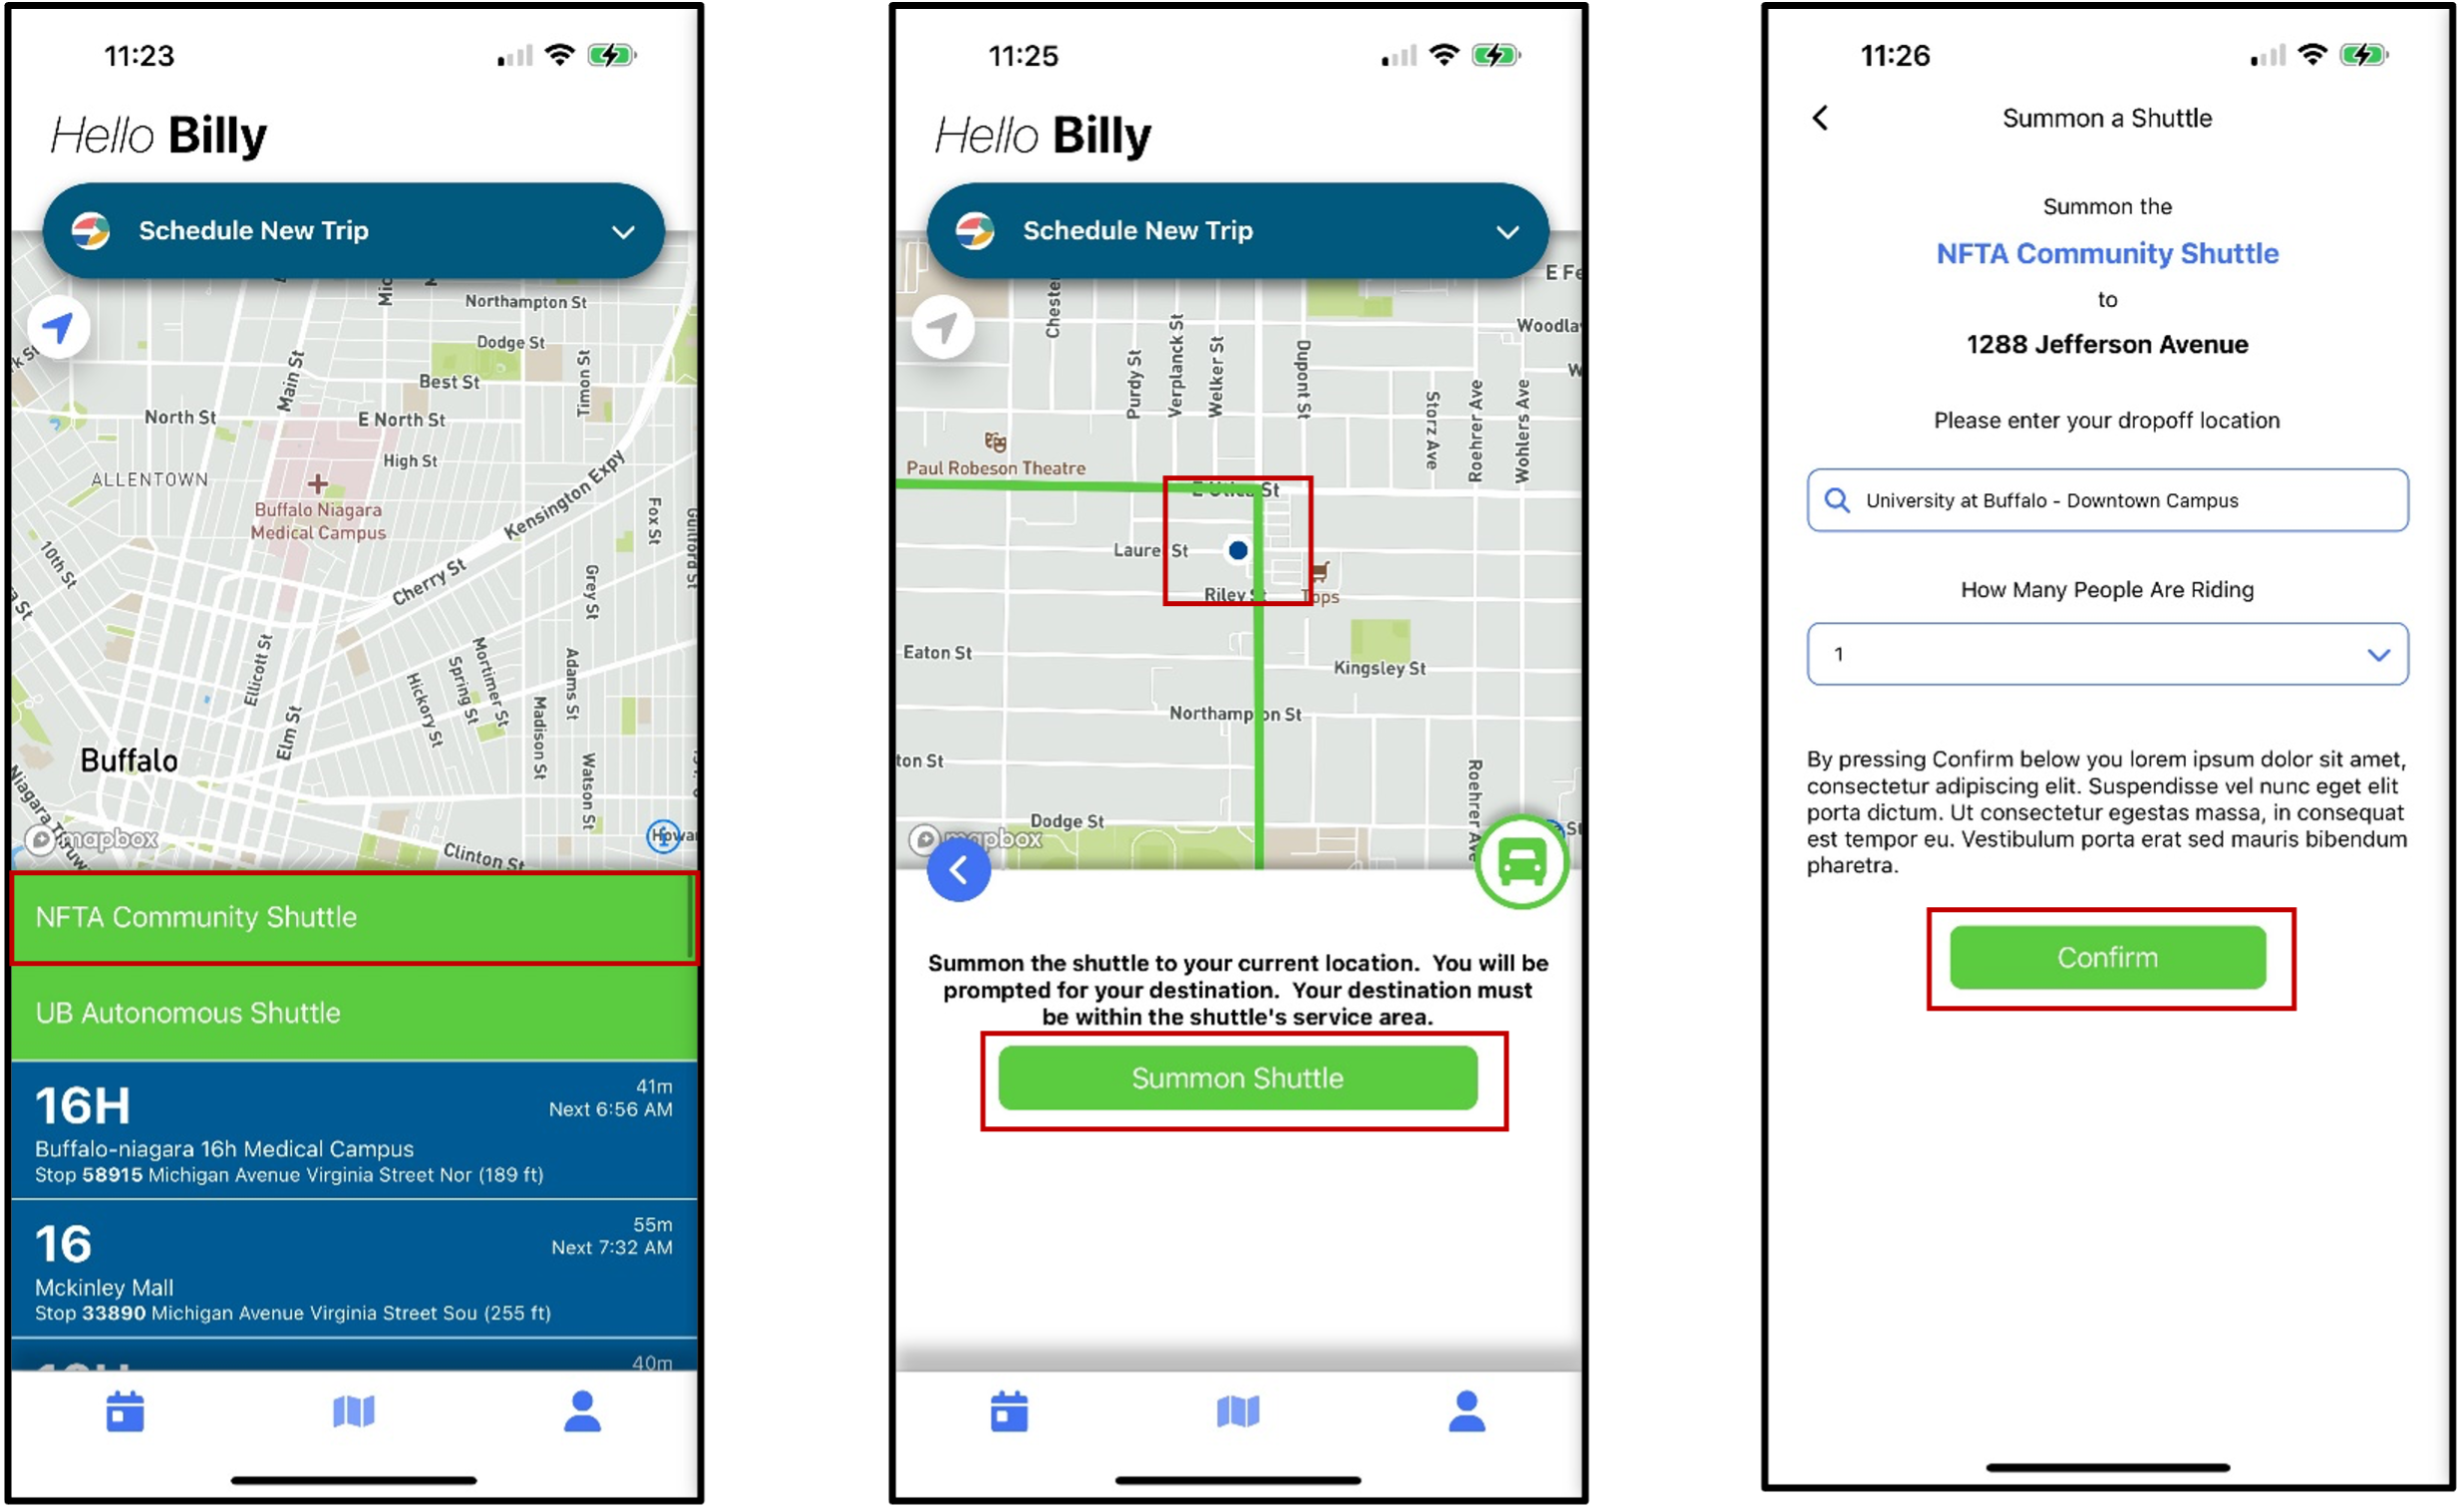 11:23
Hello Billy
Schedule New Trip
Northampton St
Dodge St
Main St
Best St
Timon St
North St
E North St
High St
ALLENTOWN
Buffalo Niagara
Medical Campus
Kensington Expy
Fox St
Guilford St
10th St
Cherry St
Grey St
Ellicott St
Mortimer St
Spring St
Adams St
Hickory St
Madison St
Elm St
Buffalo
Watson St
mapbox
Clinton St
NFTA Community Shuttle
UB Autonomous Shuttle
16H
41m
Next 6:56 AM
Buffalo-niagara 16h Medical Campus
Stop 58915 Michigan Avenue Virginia Street Nor (189 ft)
16
55m
Next 7:32 AM
Mckinley Mall
Stop 33890 Michigan Avenue Virginia Street Sou (255 ft)
40m
11:25
Hello Billy
Schedule New Trip
E Fe
Cheste
Woodla
Purdy St
Verplanck St
Welker St
Dupont St
Storz Ave
Roehrer Ave
Wohlers Ave
Paul Robeson Theatre
E Utica St
Laurel St
Riley St
Tops
Eaton St
Kingsley St
Northampton St
ton St
Roehrer Ave
Dodge St
mapbox
Summon the shuttle to your current location. You will be
prompted for your destination. Your destination must
be within the shuttle's service area.
Summon Shuttle
11:26
Summon a Shuttle
Summon the
NFTA Community Shuttle
to
1288 Jefferson Avenue
Please enter your dropoff location
University at Buffalo - Downtown Campus
How Many People Are Riding
1
By pressing Confirm below you lorem ipsum dolor sit amet,
consectetur adipiscing elit. Suspendisse vel nunc eget elit
porta dictum. Ut consectetur egestas massa, in consequat
est tempor eu. Vestibulum porta erat sed mauris bibendum
pharetra.
Confirm